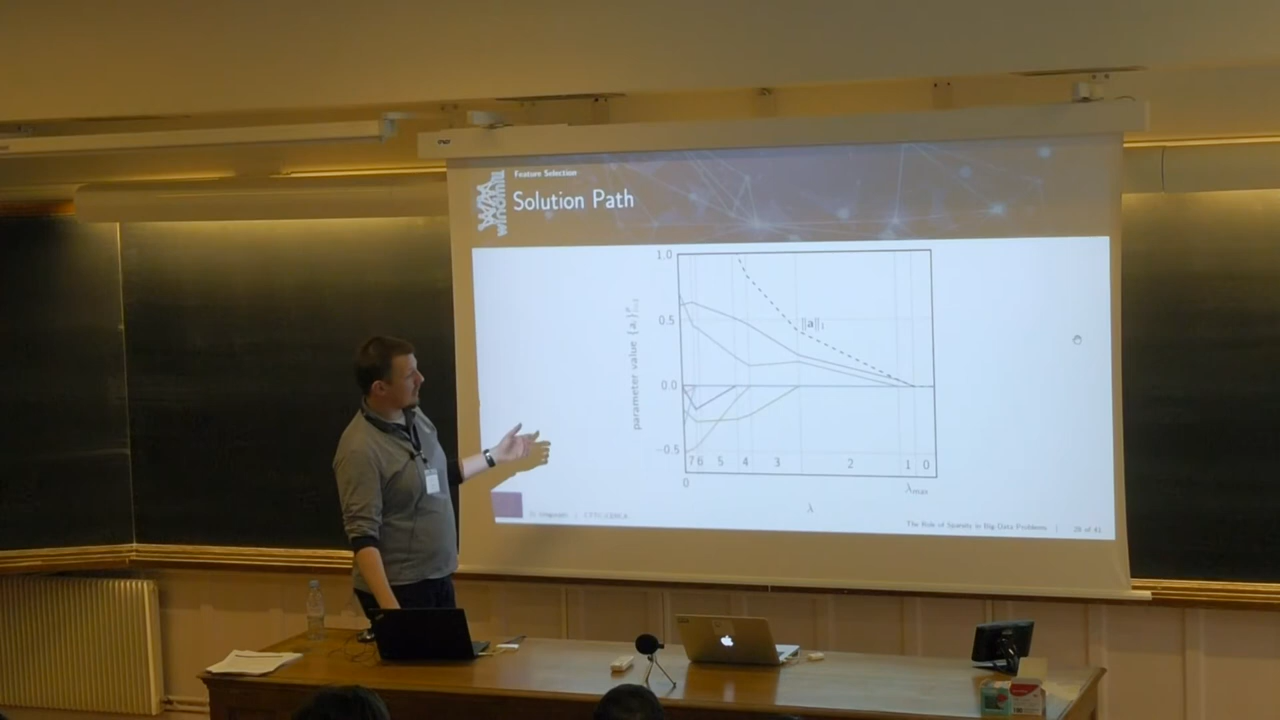 Feature Selection
Solution Path
windmill
1.0
0.5
0.0
−0.5
parameter value
‖a‖₁
7 6 5 4 3 2 1 0
0
λmax
λ
The Role of Sparsity in Big Data Problems | 28 of 41